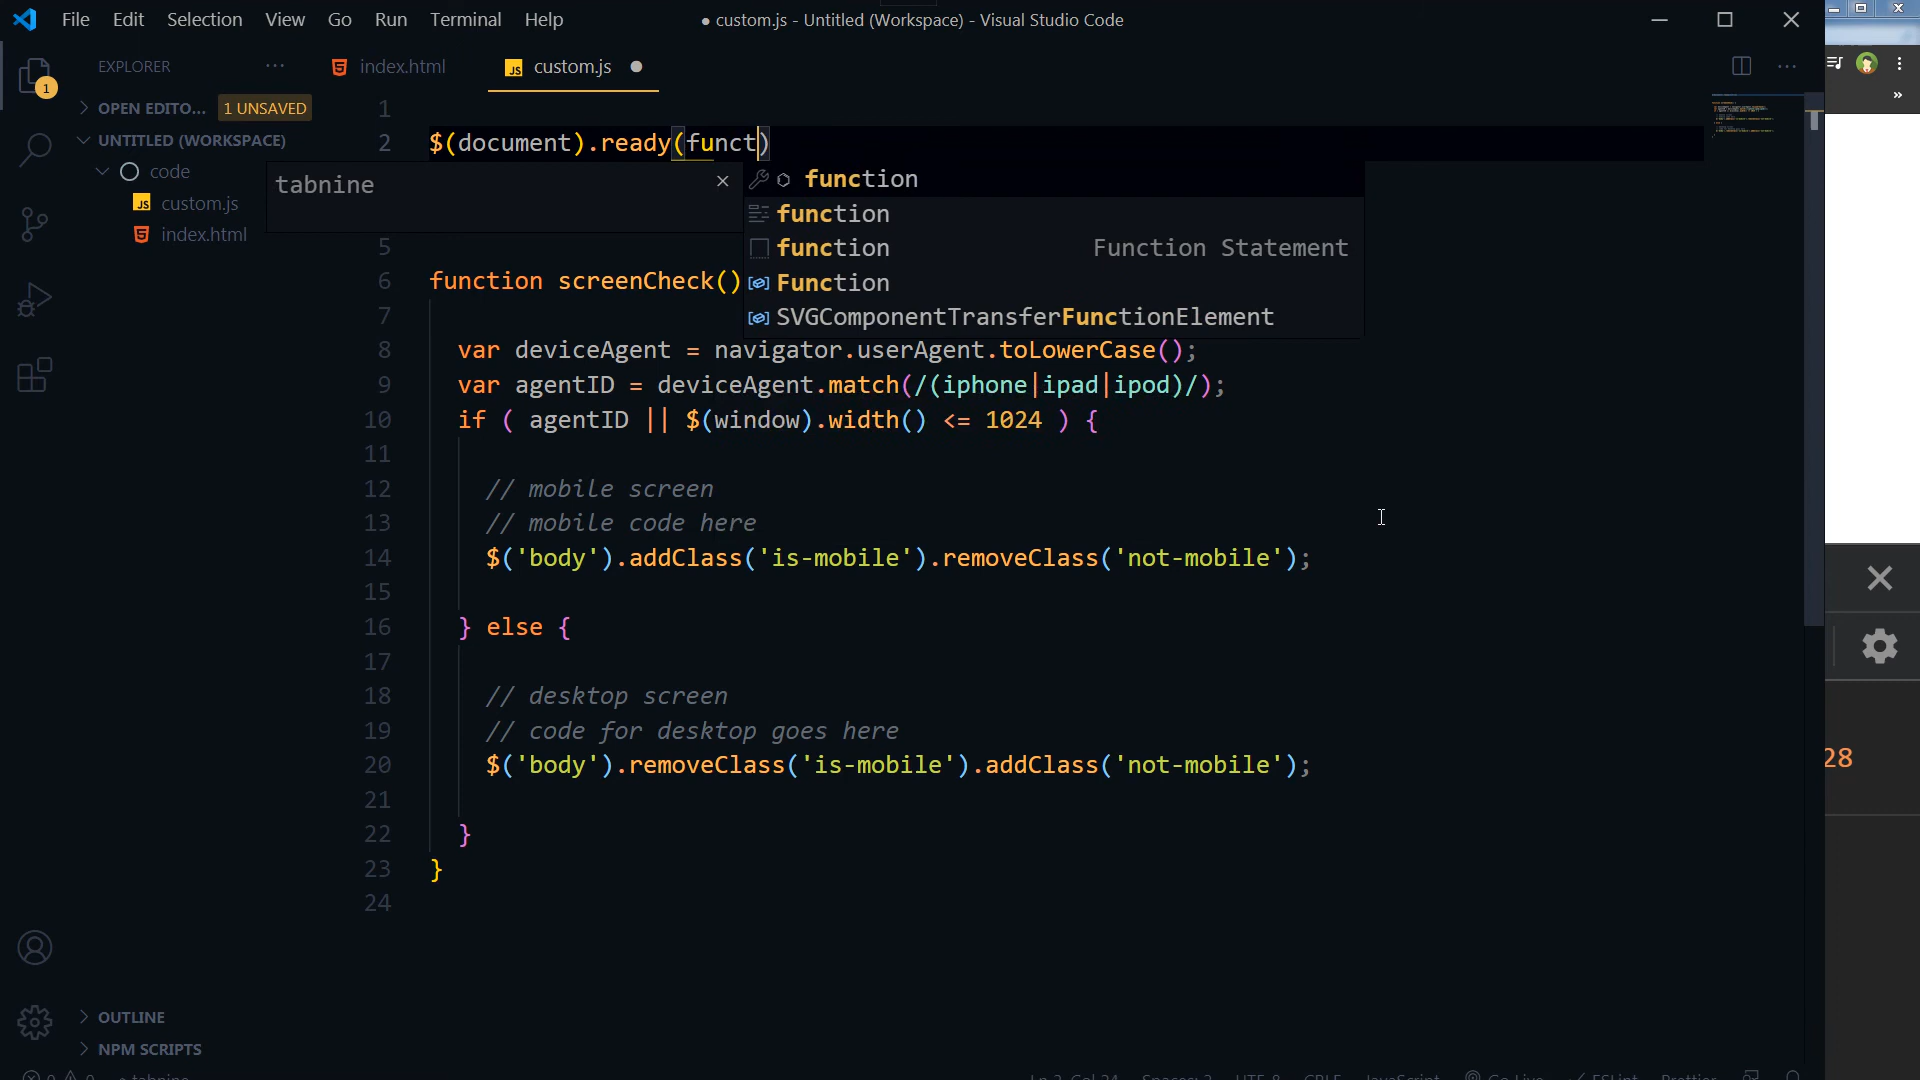 File Edit Selection View Go Run Terminal Help
● custom.js - Untitled (Workspace) - Visual Studio Code
EXPLORER
index.html
custom.js
OPEN EDITO... 1 UNSAVED
UNTITLED (WORKSPACE)
code
custom.js
index.html
1
1
2 $(document).ready(funct)
tabnine
function
function
function Function Statement
Function
SVGComponentTransferFunctionElement
5
6 function screenCheck()
7
8 var deviceAgent = navigator.userAgent.toLowerCase();
9 var agentID = deviceAgent.match(/(iphone|ipad|ipod)/);
10 if ( agentID || $(window).width() <= 1024 ) {
11
12 // mobile screen
13 // mobile code here
14 $('body').addClass('is-mobile').removeClass('not-mobile');
15
16 } else {
17
18 // desktop screen
19 // code for desktop goes here
20 $('body').removeClass('is-mobile').addClass('not-mobile');
21
22 }
23 }
24
28
OUTLINE
NPM SCRIPTS